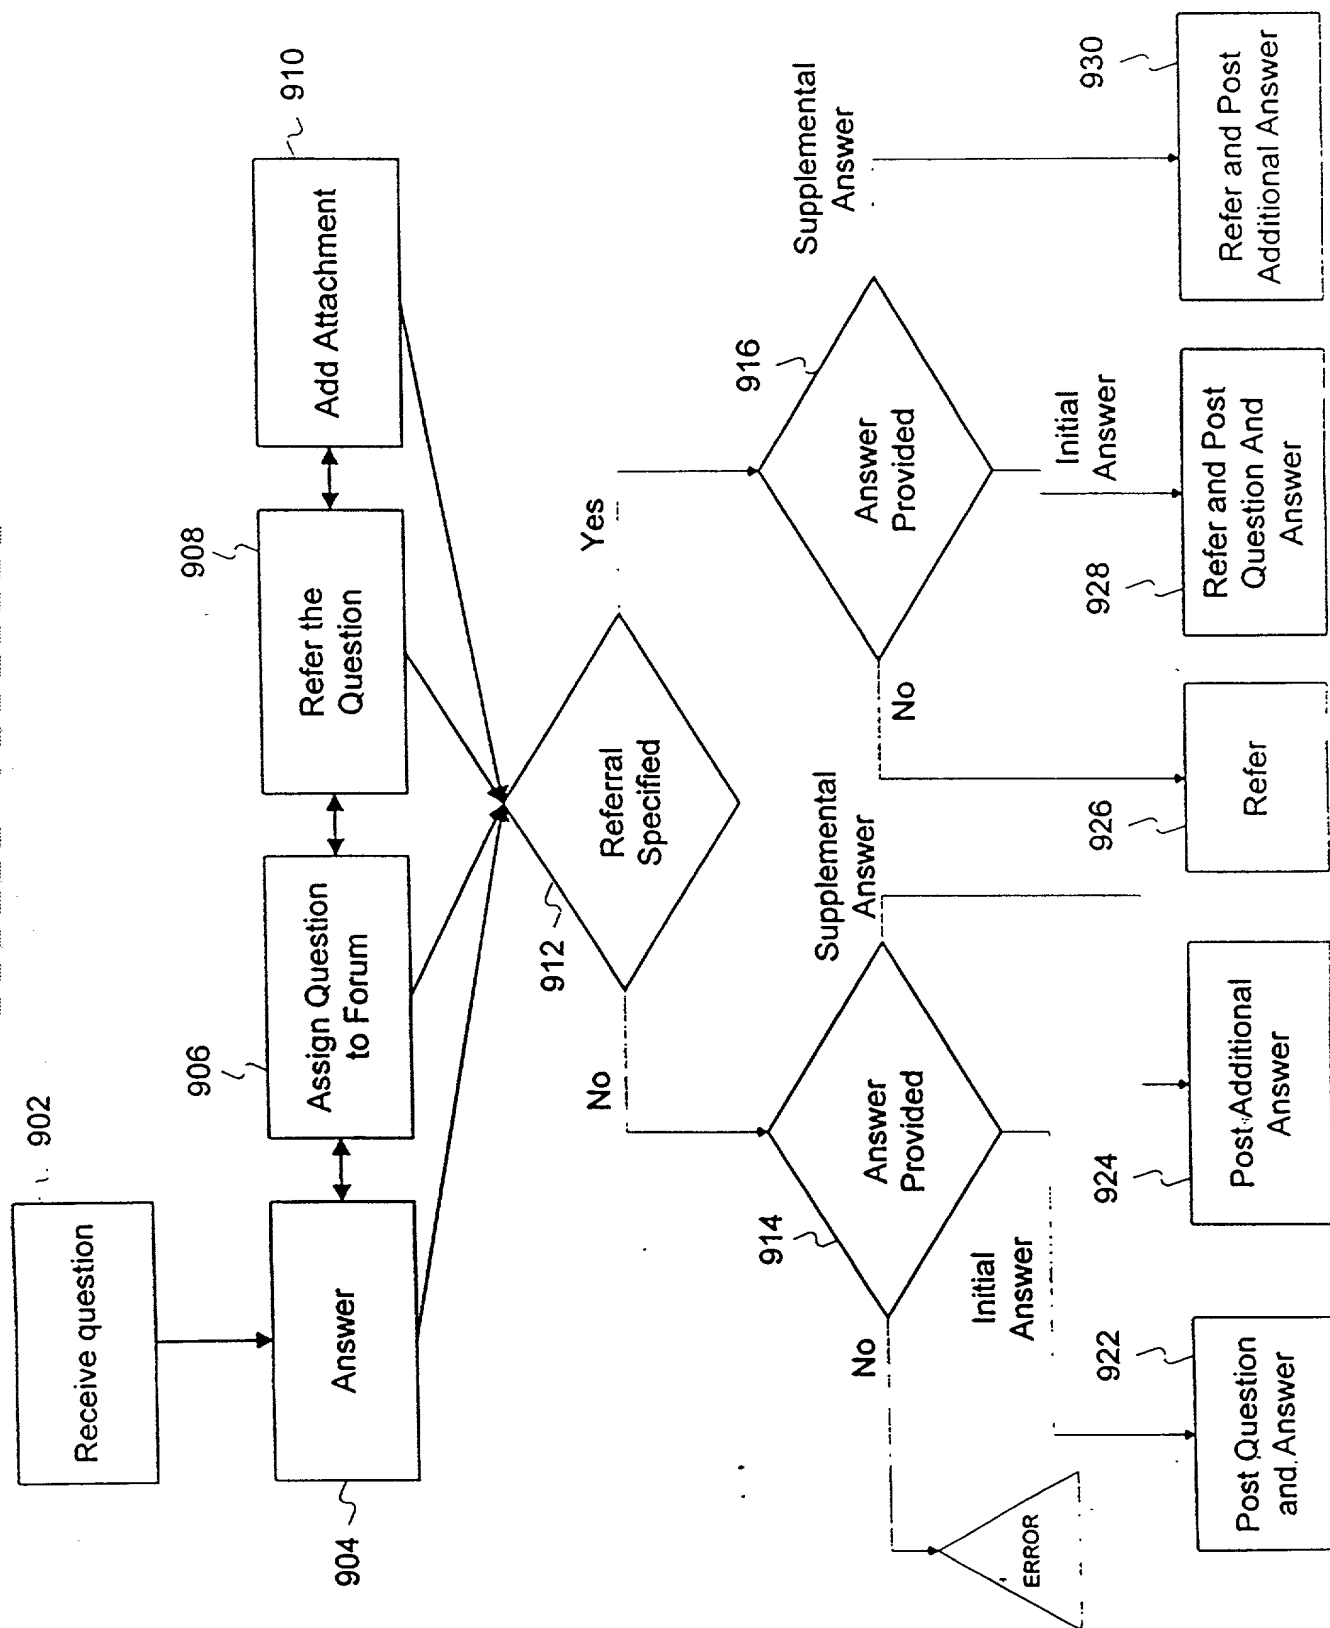 902
Receive question
904
Answer
906
Assign Question
to Forum
908
Refer the
Question
910
Add Attachment
912
Referral
Specified
No
Yes
914
Answer
Provided
916
Answer
Provided
No
Initial
Answer
Supplemental
Answer
No
Initial
Answer
Supplemental
Answer
ERROR
922
Post Question
and Answer
924
Post Additional
Answer
926
Refer
928
Refer and Post
Question And
Answer
930
Refer and Post
Additional Answer